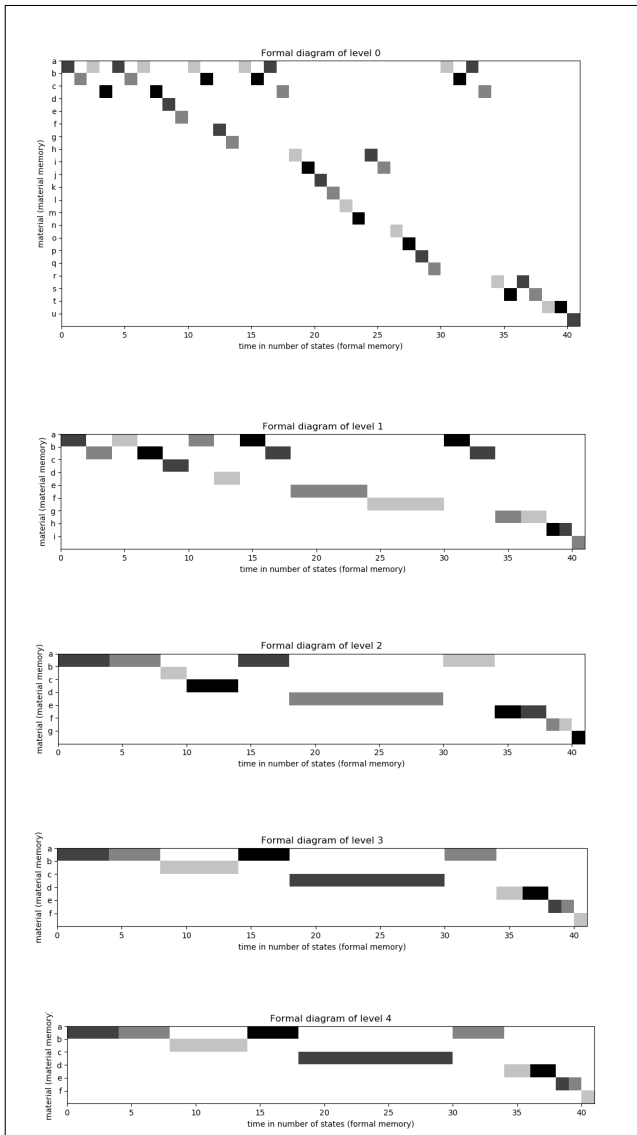 Formal diagram of level 0
material (material memory)
a
b
c
d
e
f
g
h
i
j
k
l
m
n
o
p
q
r
s
t
u
0 5 10 15 20 25 30 35 40
time in number of states (formal memory)
Formal diagram of level 1
material (material memory)
a
b
c
d
e
f
g
h
i
0 5 10 15 20 25 30 35 40
time in number of states (formal memory)
Formal diagram of level 2
material (material memory)
a
b
c
d
e
f
g
0 5 10 15 20 25 30 35 40
time in number of states (formal memory)
Formal diagram of level 3
material (material memory)
a
b
c
d
e
f
0 5 10 15 20 25 30 35 40
time in number of states (formal memory)
Formal diagram of level 4
material (material memory)
a
b
c
d
e
f
0 5 10 15 20 25 30 35 40
time in number of states (formal memory)